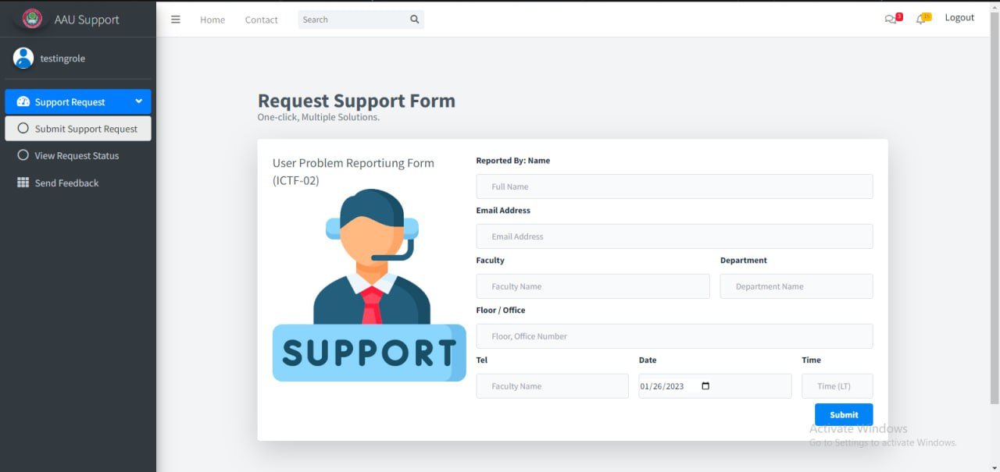 AAU Support
Home
Contact
Search
3
15
Logout
testingrole
Support Request
Submit Support Request
View Request Status
Send Feedback
Request Support Form
One-click, Multiple Solutions.
User Problem Reportiung Form
(ICTF-02)
SUPPORT
Reported By: Name
Full Name
Email Address
Email Address
Faculty
Department
Faculty Name
Department Name
Floor / Office
Floor, Office Number
Tel
Date
Time
Faculty Name
01/26/2023
Time (LT)
Submit
Activate Windows
Go to Settings to activate Windows.